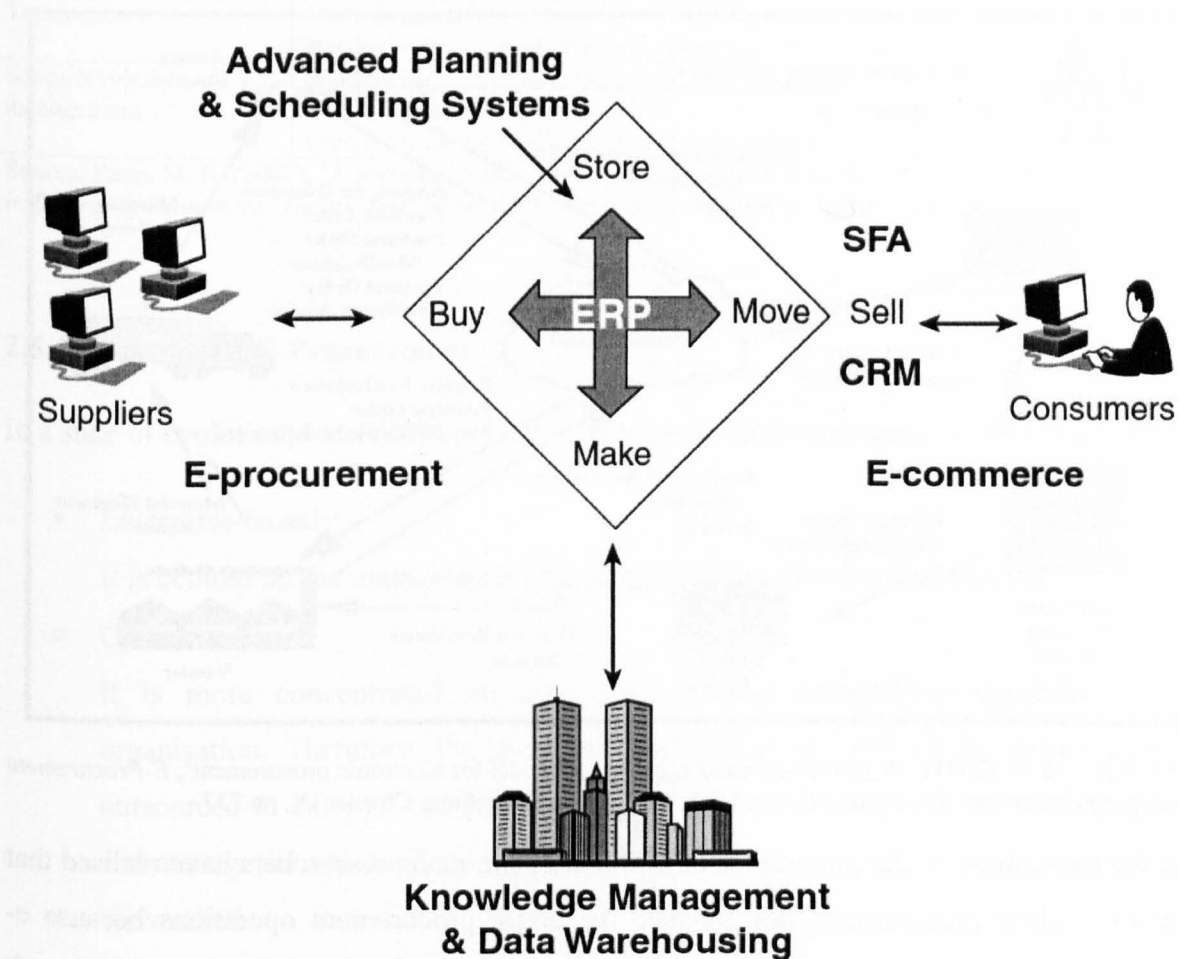 Advanced Planning
& Scheduling Systems
Store
SFA
Buy
ERP
Move
Sell
CRM
Suppliers
Consumers
Make
E-procurement
E-commerce
Knowledge Management
& Data Warehousing